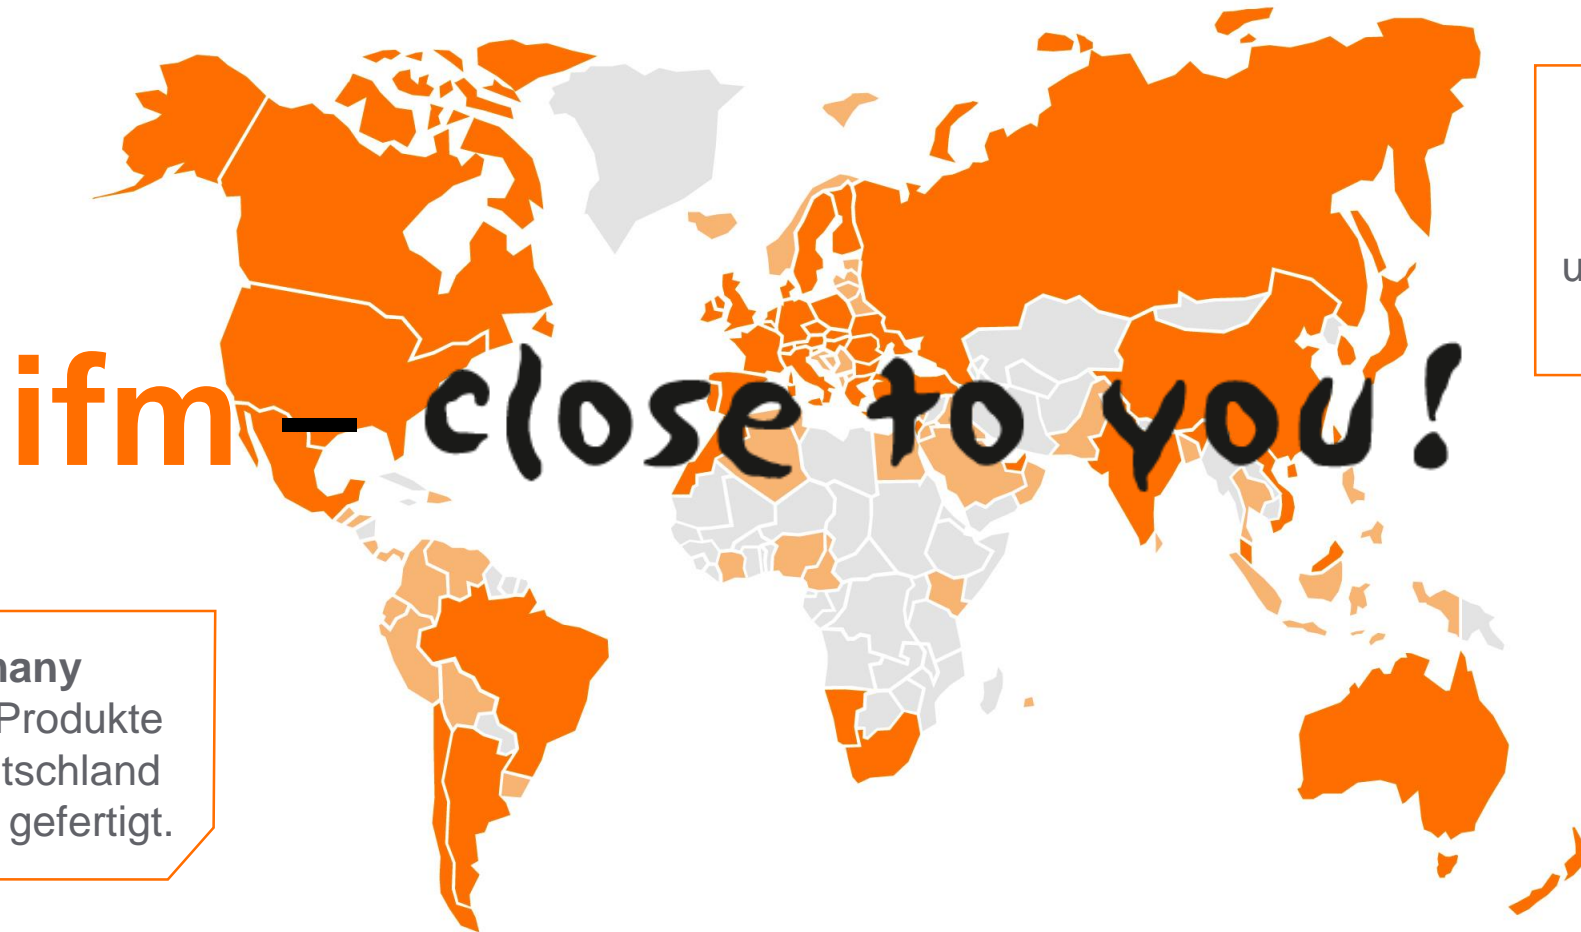 ifm – close to you!
u
many
Produkte
tschland
gefertigt.